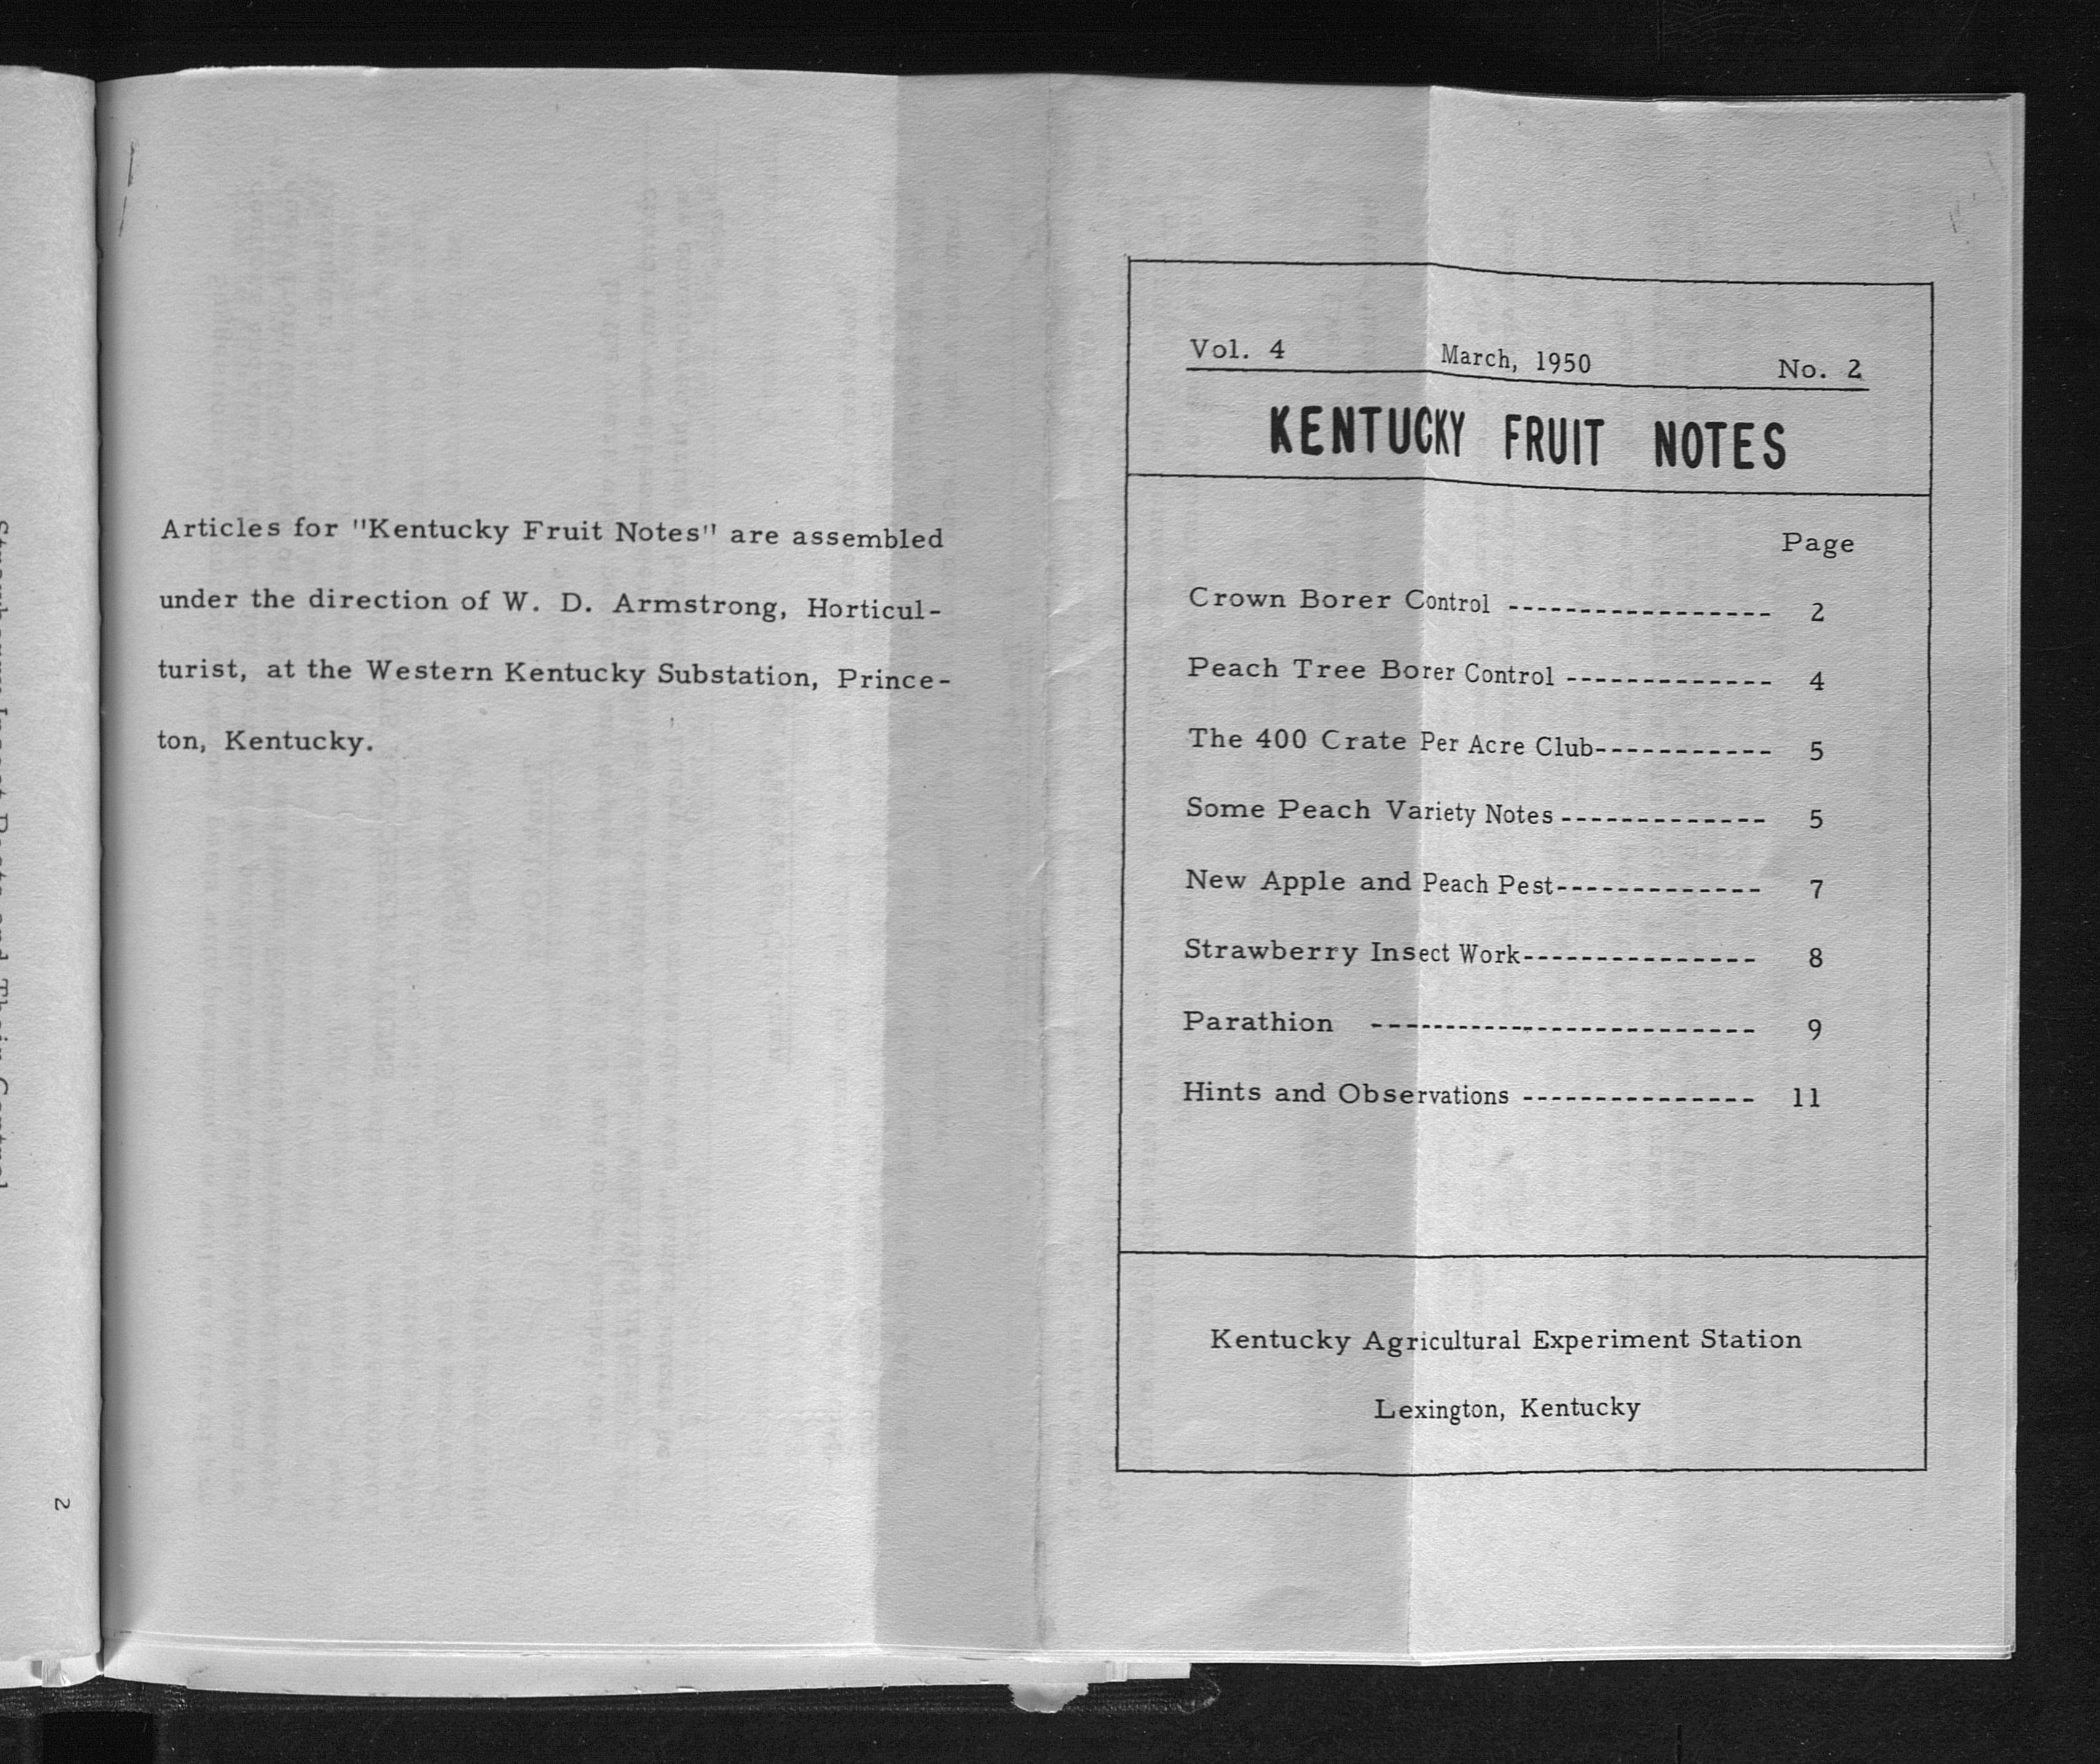 Articles for "Kentucky Fruit Notes" are assembled
under the direction of W. D. Armstrong, Horticul-
turist, at the Western Kentucky Substation, Prince-
ton, Kentucky.
Vol. 4 March, 1950 No. 2
KENTUCKY FRUIT NOTES
Page
Crown Borer Control ----------------- 2
Peach Tree Borer Control ------------- 4
The 400 Crate Per Acre Club----------- 5
Some Peach Variety Notes ------------- 5
New Apple and Peach Pest------------- 7
Strawberry Insect Work--------------- 8
Parathion ------------------------- 9
Hints and Observations --------------- 11
Kentucky Agricultural Experiment Station
Lexington, Kentucky
2